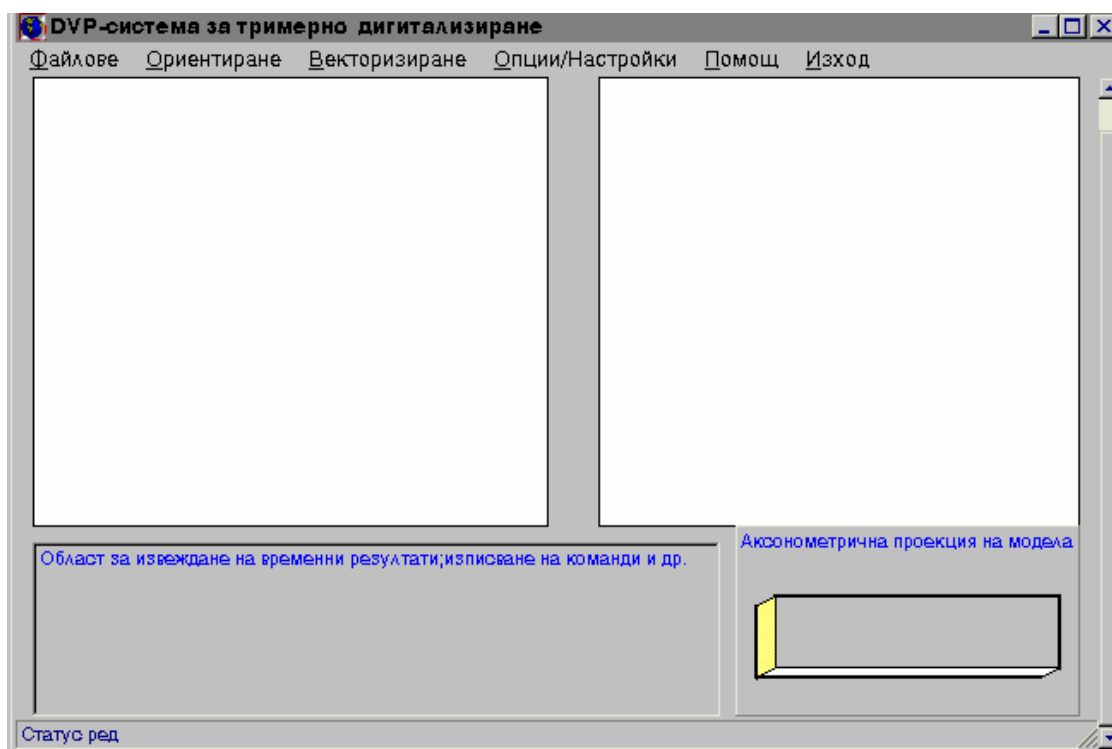 DVP-система за тримерно дигитализиране
Файлове Ориентиране Векторизиране Опции/Настройки Помощ Изход
Област за извеждане на временни резултати;изписване на команди и др.
Аксонометрична проекция на модела
Статус ред